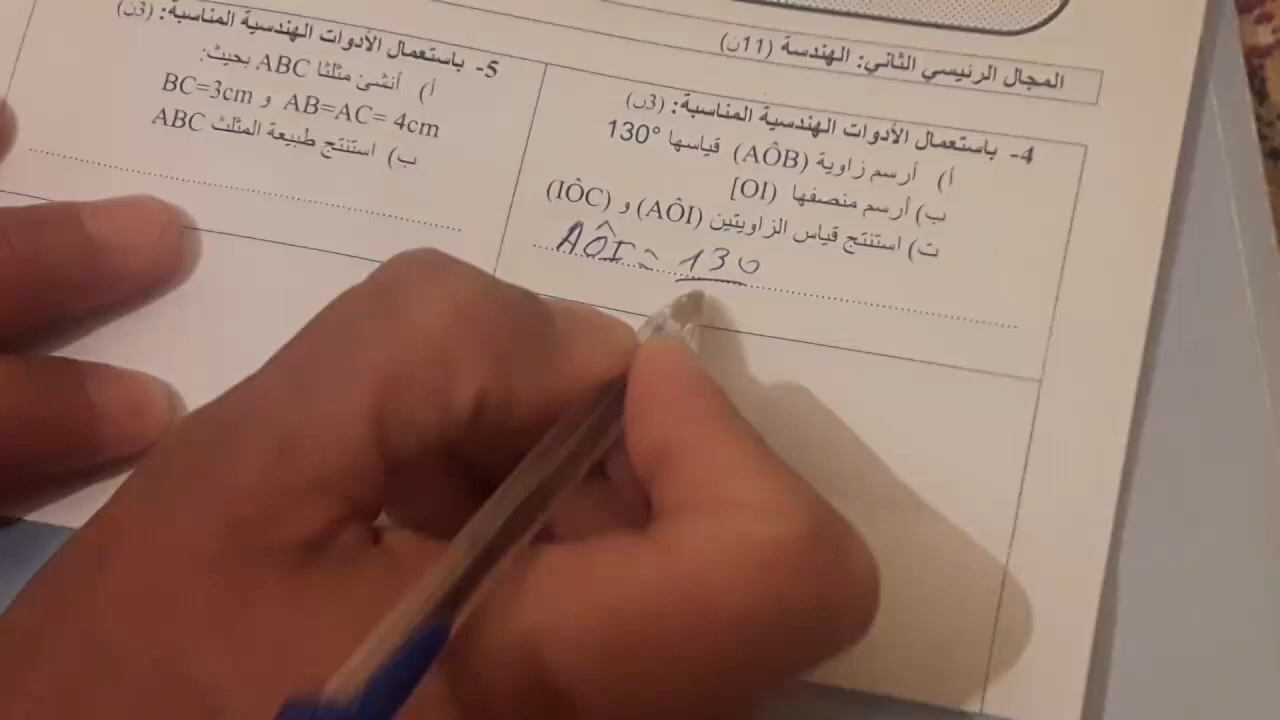 المجال الرئيسي الثاني: الهندسة (11ن)
4- باستعمال الأدوات الهندسية المناسبة: (3ن)
أ) أرسم زاوية (AÔB) قياسها 130°
ب) أرسم منصفها [OI)
ت) استنتج قياس الزاويتين (AÔI) و (IÔC)
AÔI = 130
5- باستعمال الأدوات الهندسية المناسبة: (3ن)
أ) أنشئ مثلثا ABC بحيث:
AB=AC= 4cm و BC=3cm
ب) استنتج طبيعة المثلث ABC